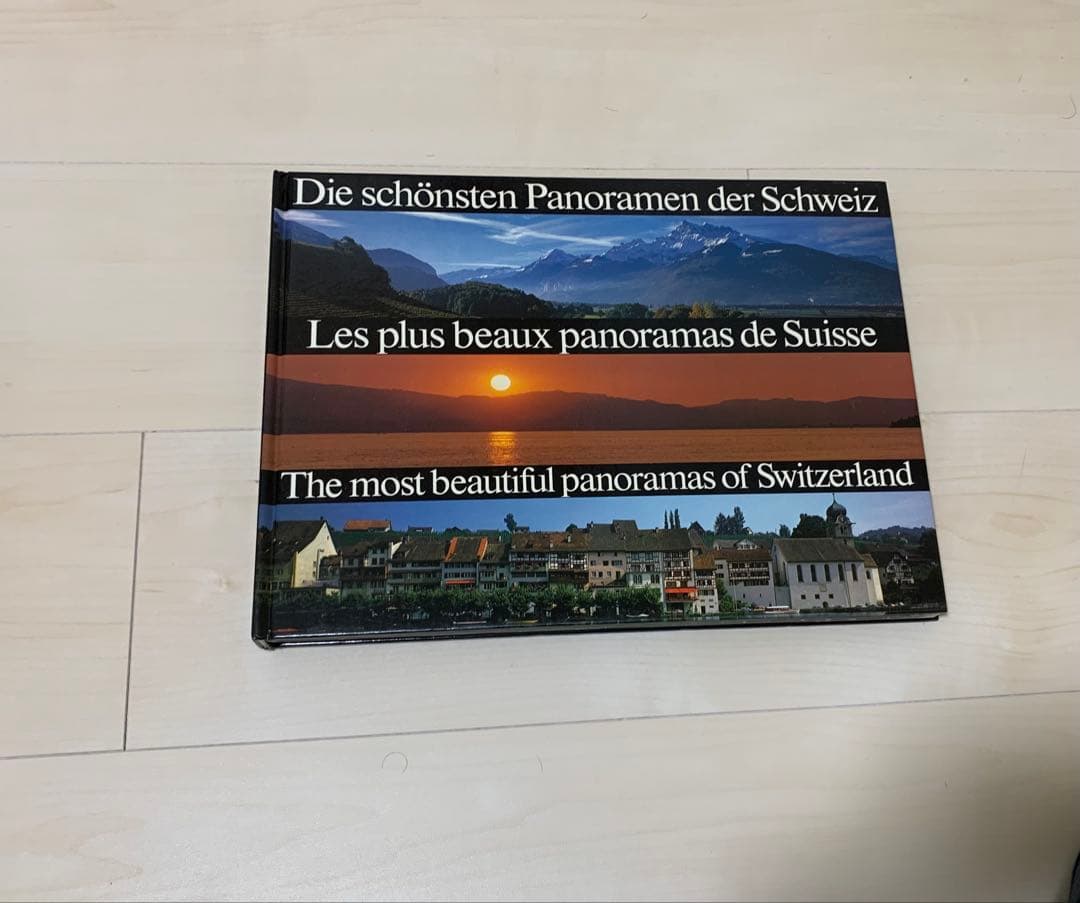 Die schönsten Panoramen der Schweiz
Les plus beaux panoramas de Suisse
The most beautiful panoramas of Switzerland